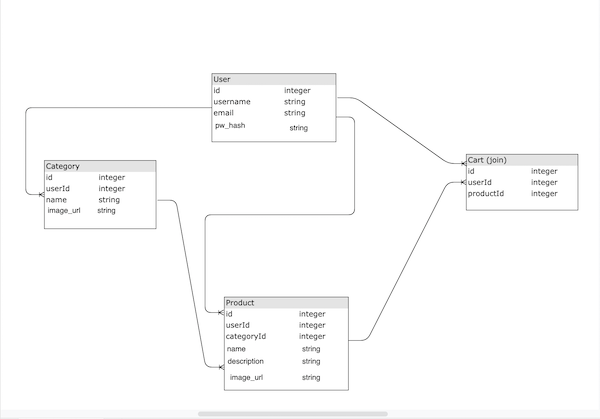 User
id integer
username string
email string
pw_hash string
Category
id integer
userId integer
name string
image_url string
Cart (join)
id integer
userId integer
productId integer
Product
id integer
userId integer
categoryId integer
name string
description string
image_url string